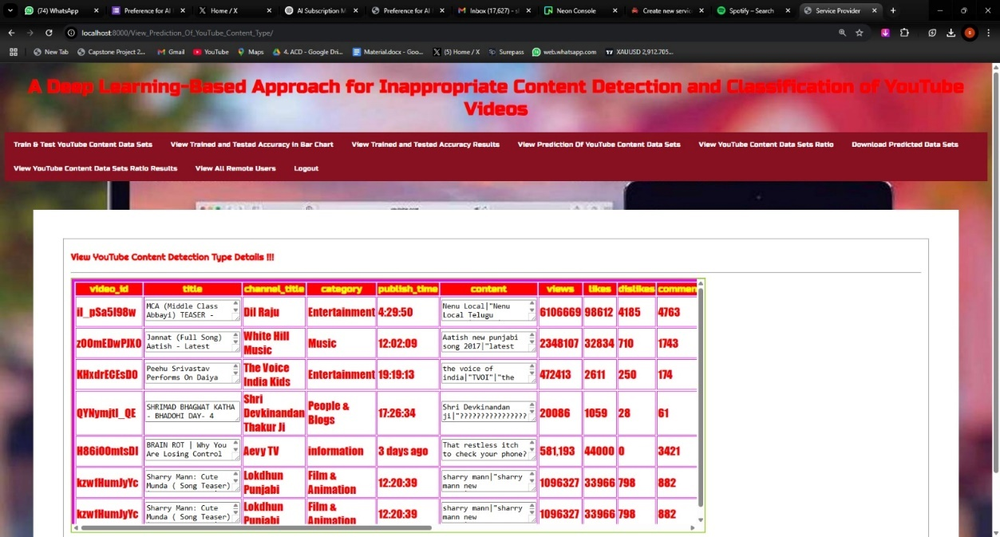 (74) WhatsApp
Preference for AI
Home / X
AI Subscription M
Preference for AI
Inbox (17,627) - s
Neon Console
Create new servic
Spotify – Search
Service Provider
localhost:8000/View_Prediction_Of_YouTube_Content_Type/
New Tab
Capstone Project 2...
Gmail
YouTube
Maps
4. ACD - Google Dri...
Material.docx - Goo...
(5) Home / X
Surepass
web.whatsapp.com
XAUUSD 2,912.705...
A Deep Learning-Based Approach for Inappropriate Content Detection and Classification of YouTube
Videos
Train & Test YouTube Content Data Sets
View Trained and Tested Accuracy in Bar Chart
View Trained and Tested Accuracy Results
View Prediction Of YouTube Content Data Sets
View YouTube Content Data Sets Ratio
Download Predicted Data Sets
View YouTube Content Data Sets Ratio Results
View All Remote Users
Logout
View YouTube Content Detection Type Details !!!
video_id title channel_title category publish_time content views likes dislikes commen
iI_pSa5I98w
MCA (Middle Class
Abbayi) TEASER -
Dil Raju
Entertainment
4:29:50
Nenu Local|"Nenu
Local Telugu
6106669 98612 4185 4763
z0OmEDwPJX0
Jannat (Full Song)
Aatish - Latest
White Hill
Music
Music
12:02:09
Aatish new punjabi
song 2017|"latest
2348107 32834 710 1743
KHxdrECEsD0
Peehu Srivastav
Performs On Daiya
The Voice
India Kids
Entertainment
19:19:13
the voice of
india|"TVOI"|"the
472413 2611 250 174
QYNymjtI_QE
SHRIMAD BHAGWAT KATHA
- BHADOHI DAY- 4
Shri
Devkinandan
Thakur Ji
People &
Blogs
17:26:34
Shri Devkinandan
ji|"????????????????
20086 1059 28 61
H86i0OmtsDI
BRAIN ROT | Why You
Are Losing Control
Aevy TV
information
3 days ago
That restless itch
to check your phone?
581,193 44000 0 3421
kzw1HumJyYc
Sharry Mann: Cute
Munda ( Song Teaser)
Lokdhun
Punjabi
Film &
Animation
12:20:39
sharry mann|"sharry
mann new
1096327 33966 798 882
kzw1HumJyYc
Sharry Mann: Cute
Munda ( Song Teaser)
Lokdhun
Punjabi
Film &
Animation
12:20:39
sharry mann|"sharry
mann new
1096327 33966 798 882